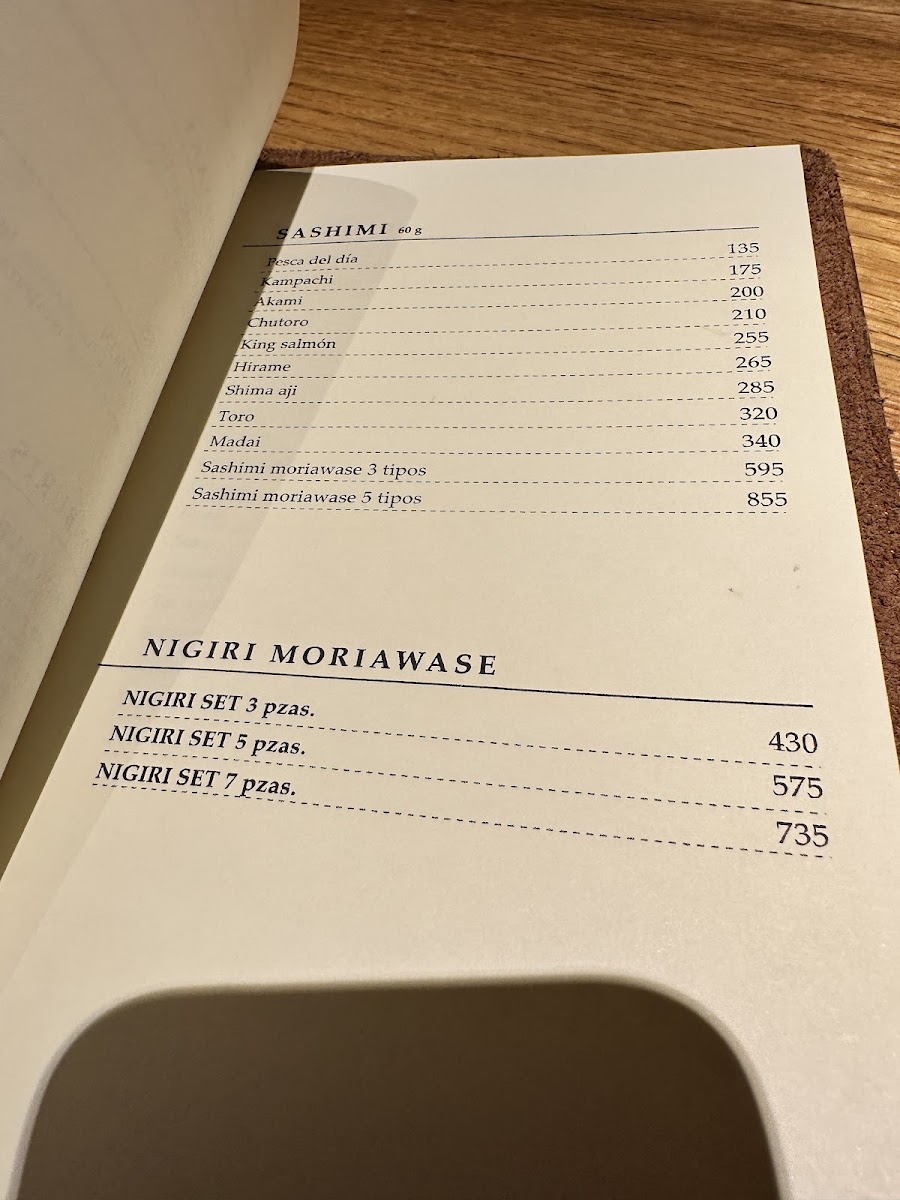 SASHIMI 60 g
Pesca del día 135
Kampachi 175
Akami 200
Chutoro 210
King salmón 255
Hirame 265
Shima aji 285
Toro 320
Madai 340
Sashimi moriawase 3 tipos 595
Sashimi moriawase 5 tipos 855
NIGIRI MORIAWASE
NIGIRI SET 3 pzas. 430
NIGIRI SET 5 pzas. 575
NIGIRI SET 7 pzas. 735